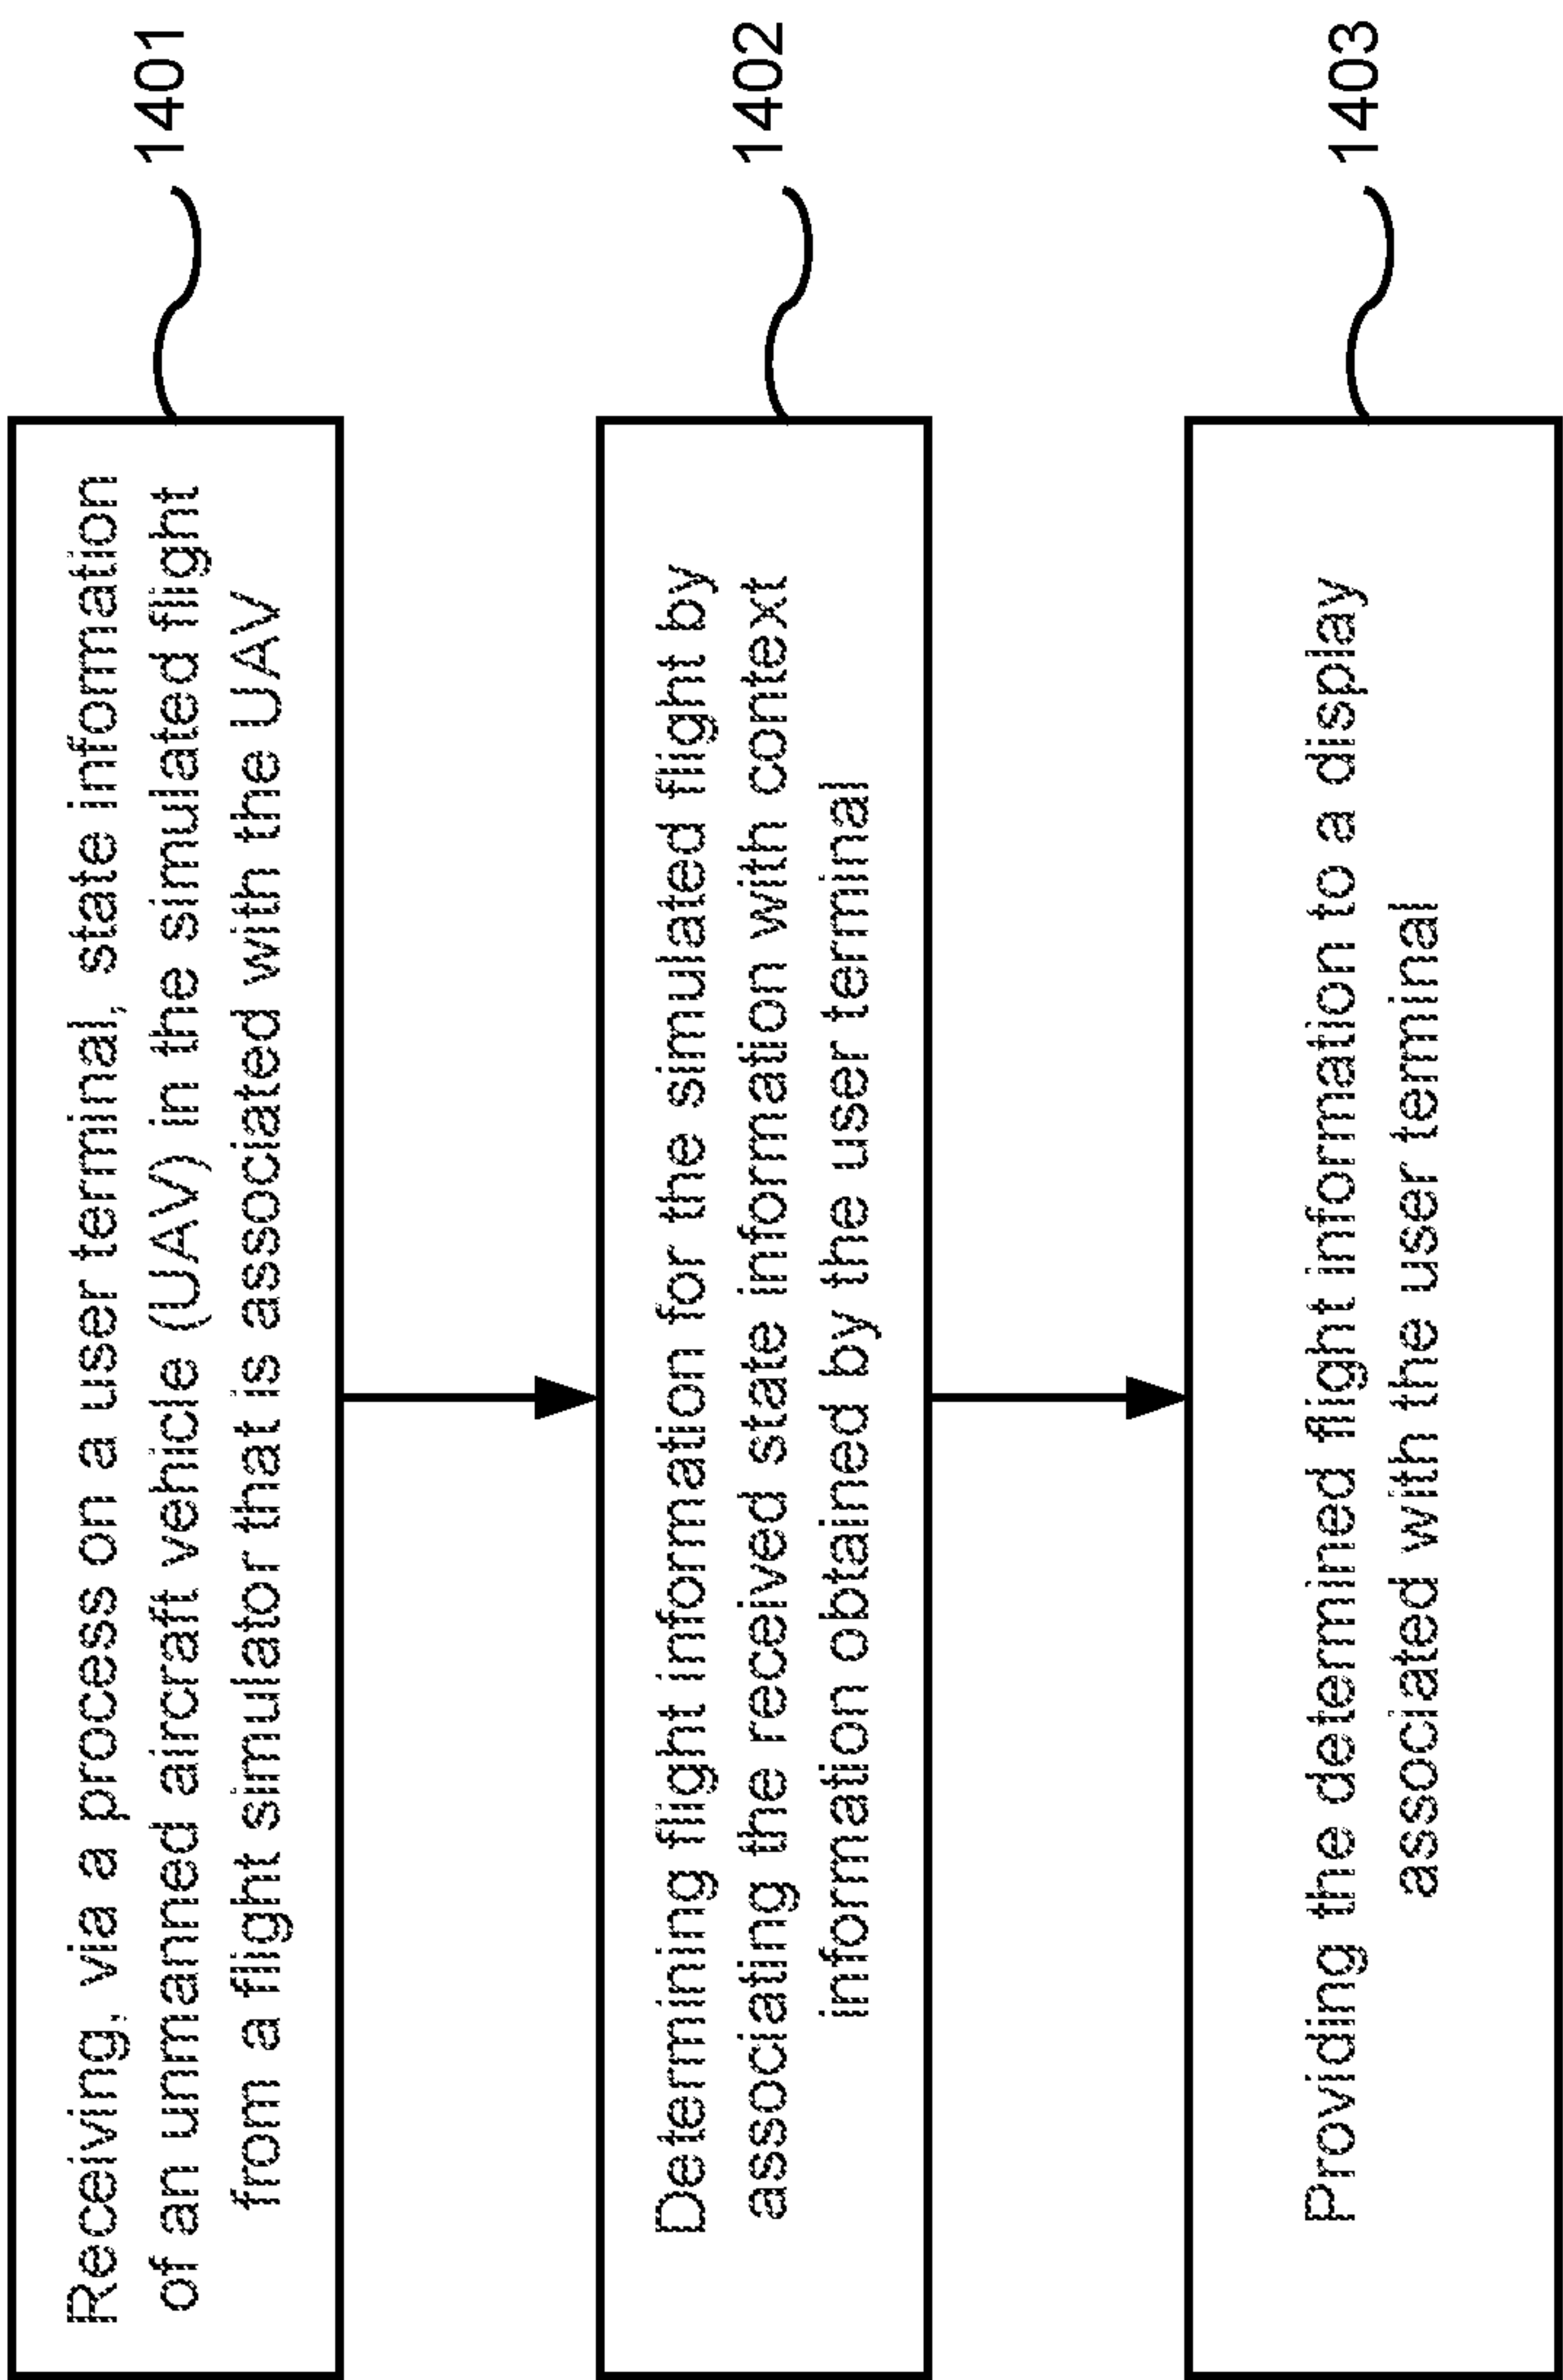 Receiving, via a process on a user terminal, state information
of an unmanned aircraft vehicle (UAV) in the simulated flight
from a flight simulator that is associated with the UAV
1401
Determining flight information for the simulated flight by
associating the received state information with context
information obtained by the user terminal
1402
Providing the determined flight information to a display
associated with the user terminal
1403